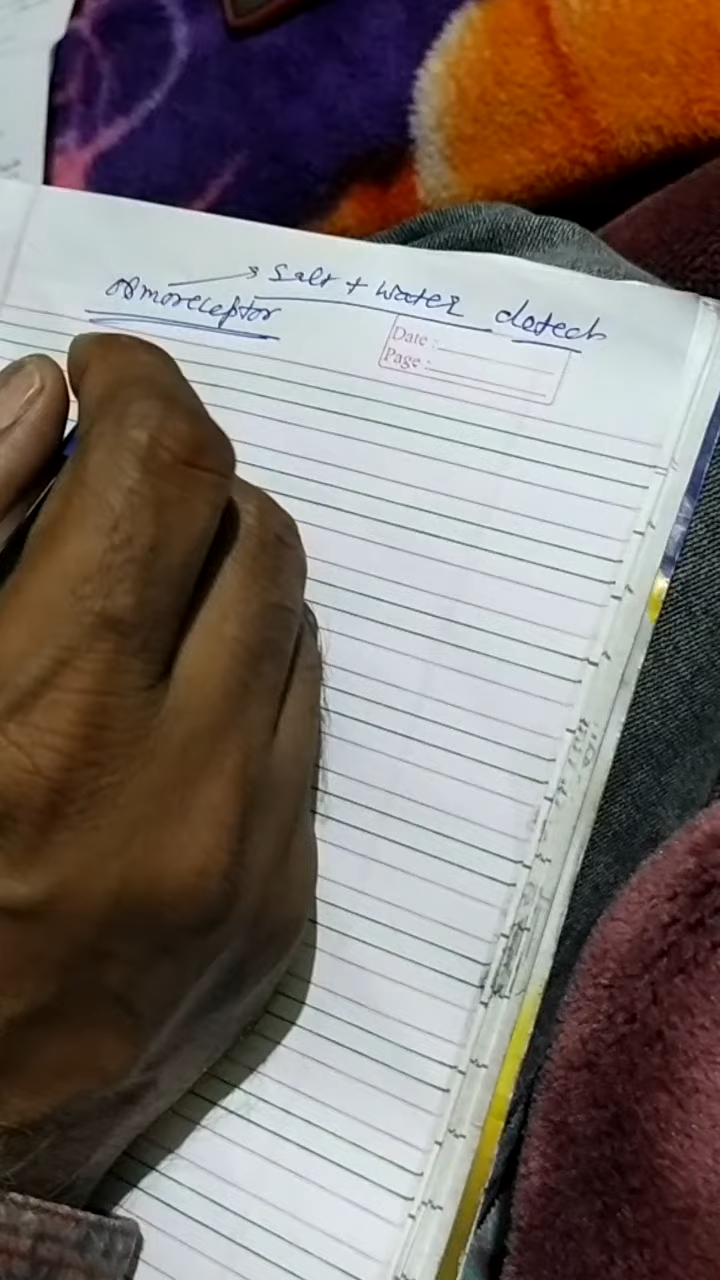 Osmoreceptor → Salt + Water detect
Date :
Page :